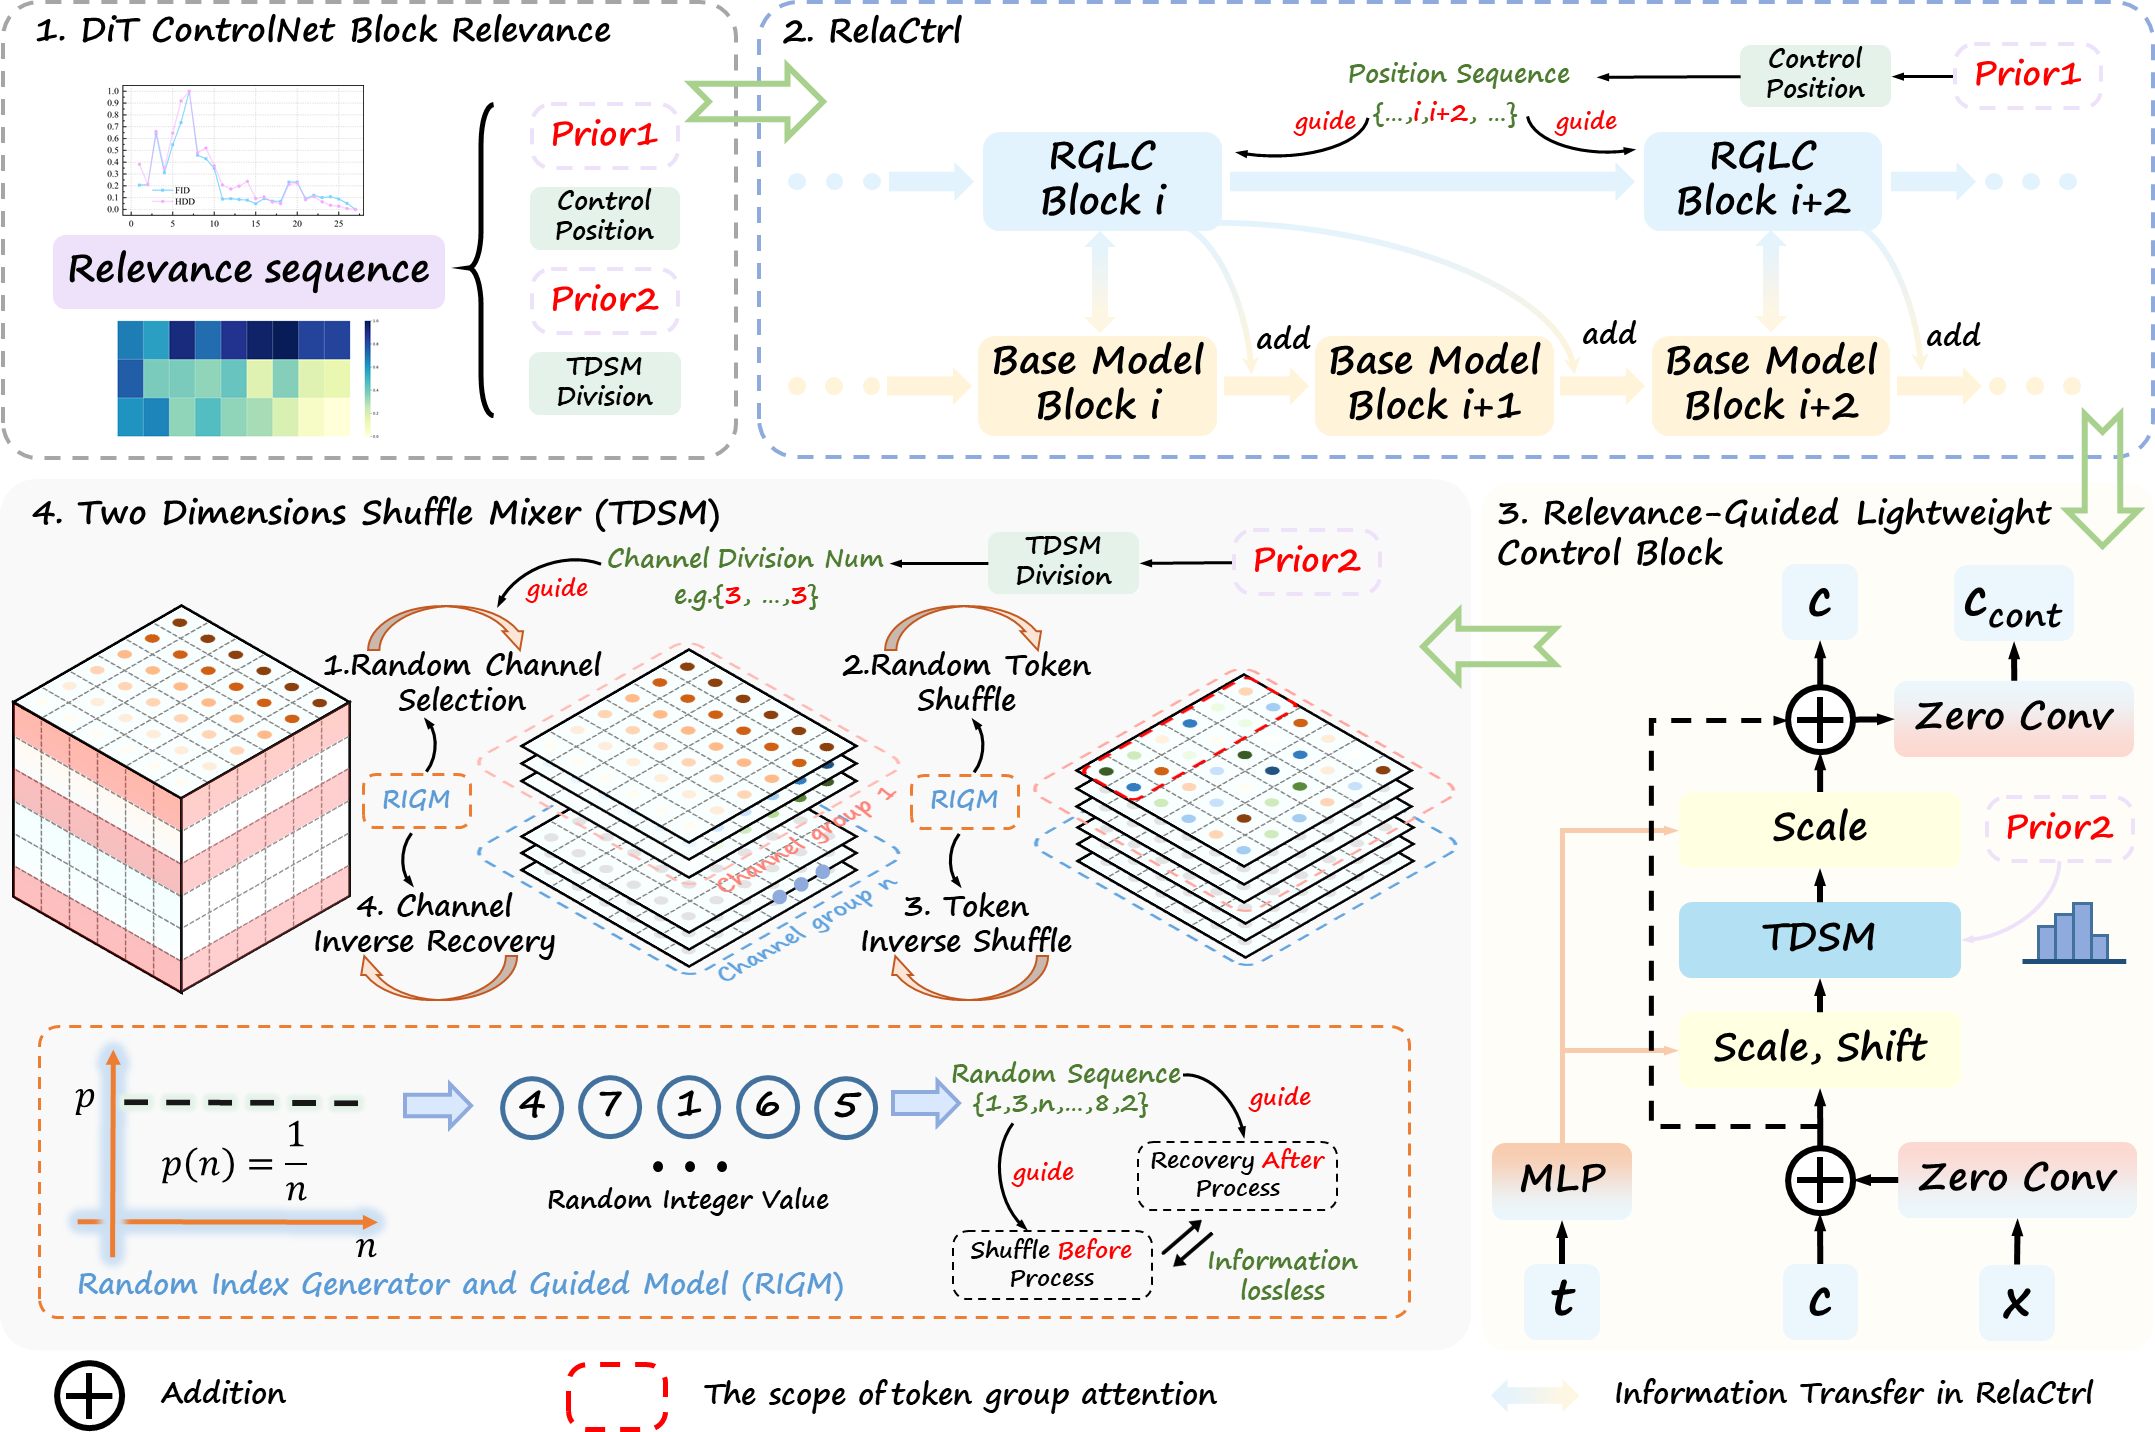 1. DiT ControlNet Block Relevance
1.0
0.9
0.8
0.7
0.6
0.5
0.4
0.3
0.2
0.1
0.0
FID
HDD
0 5 10 15 20 25
Relevance sequence
Prior1
Control
Position
Prior2
TDSM
Division
2. RelaCtrl
Position Sequence
{...,i,i+2, ...}
Control
Position
Prior1
guide
guide
RGLC
Block i
RGLC
Block i+2
add
add
add
Base Model
Block i
Base Model
Block i+1
Base Model
Block i+2
4. Two Dimensions Shuffle Mixer (TDSM)
Channel Division Num
e.g.{3, ...,3}
TDSM
Division
Prior2
guide
1.Random Channel
Selection
RIGM
4. Channel
Inverse Recovery
Channel group 1
Channel group n
2.Random Token
Shuffle
RIGM
3. Token
Inverse Shuffle
p
p(n) = 1/n
n
4 7 1 6 5
• • •
Random Integer Value
Random Sequence
{1,3,n,...,8,2}
guide
guide
Recovery After
Process
Shuffle Before
Process
Information
lossless
Random Index Generator and Guided Model (RIGM)
3. Relevance-Guided Lightweight
Control Block
c
c_cont
Zero Conv
Scale
Prior2
TDSM
Scale, Shift
MLP
Zero Conv
t
c
x
Addition
The scope of token group attention
Information Transfer in RelaCtrl